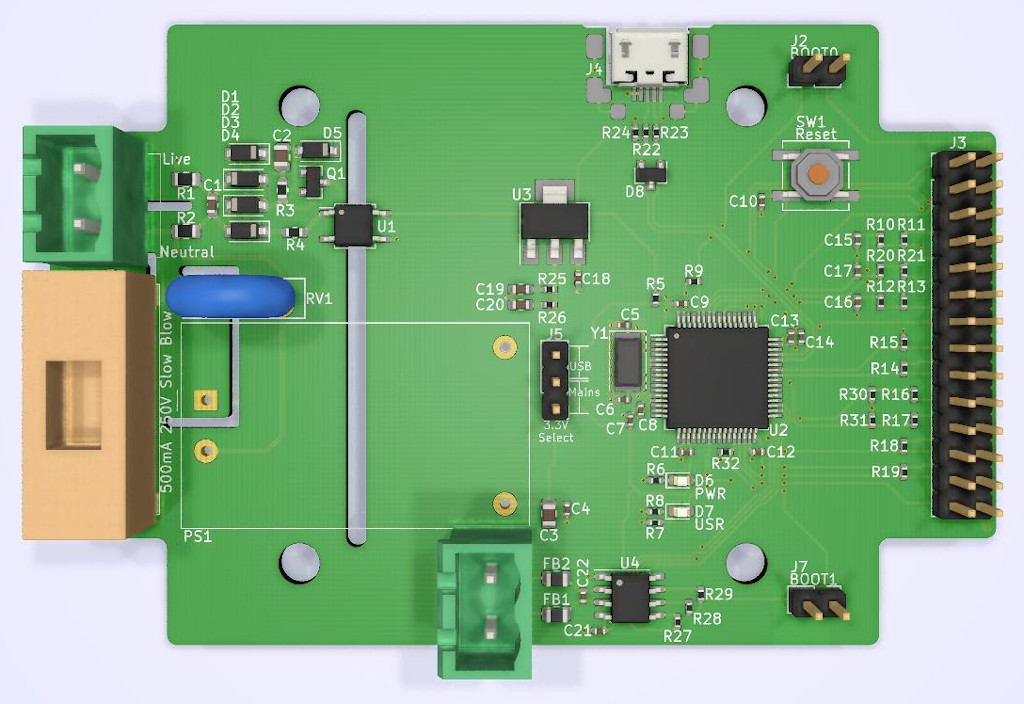 J2
BOOT0
J4
D1
D2
D3
D4
C2
D5
SW1
Reset
R24
R23
R22
J3
Live
Q1
D8
R1
C1
R3
U3
C10
R2
U1
R4
R10
R11
C15
Neutral
R20
R21
C17
R9
C18
R25
C19
R5
R12
R13
C16
RV1
C20
C9
R26
C5
C13
Y1
J5
C14
R15
USB
R14
Mains
R30
R16
C6
C8
C7
R31
R17
3.3V
Select
U2
500mA 250V Slow Blow
C11
R32
C12
R18
R6
D6
PWR
R19
R8
D7
R7
USR
C4
C3
PS1
FB2
C22
U4
J7
BOOT1
FB1
R29
R28
C21
R27